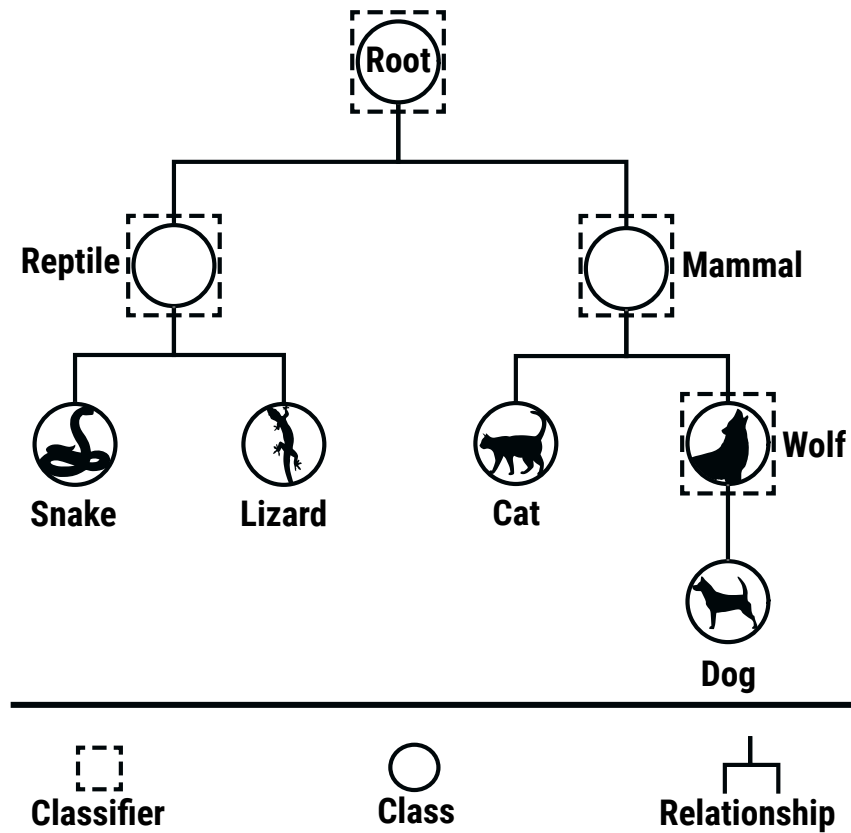 Root
Reptile
Mammal
Snake
Lizard
Cat
Wolf
Dog
Classifier
Class
Relationship